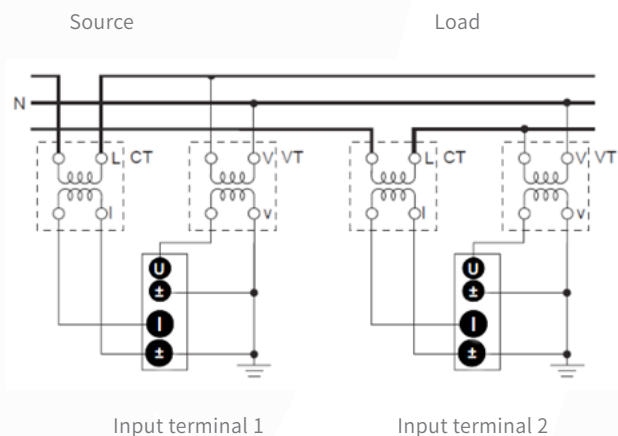 Source Load
N
L CT V VT L CT V VT
l v l v
U U
± ±
I I
± ±
Input terminal 1 Input terminal 2